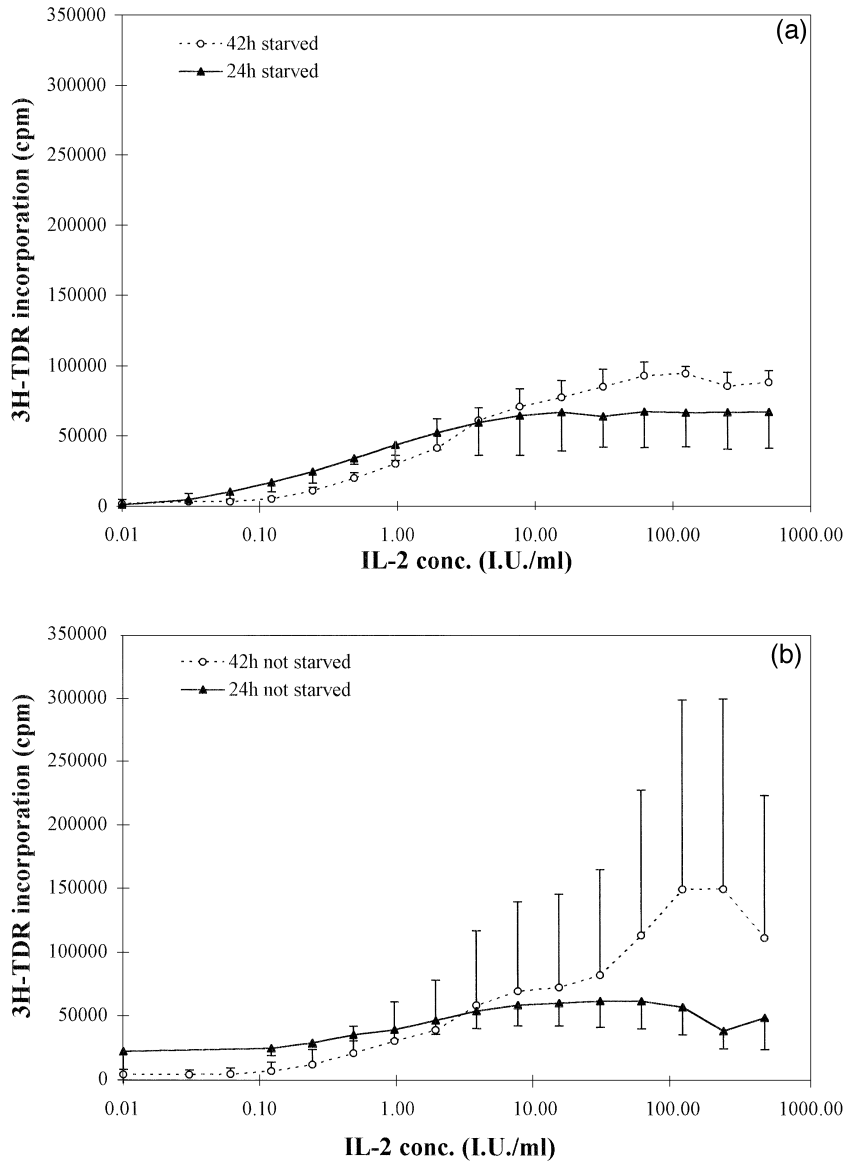 (a)
42h starved
24h starved
350000
300000
250000
200000
150000
100000
50000
0
3H-TDR incorporation (cpm)
0.01 0.10 1.00 10.00 100.00 1000.00
IL-2 conc. (I.U./ml)
(b)
42h not starved
24h not starved
350000
300000
250000
200000
150000
100000
50000
0
3H-TDR incorporation (cpm)
0.01 0.10 1.00 10.00 100.00 1000.00
IL-2 conc. (I.U./ml)